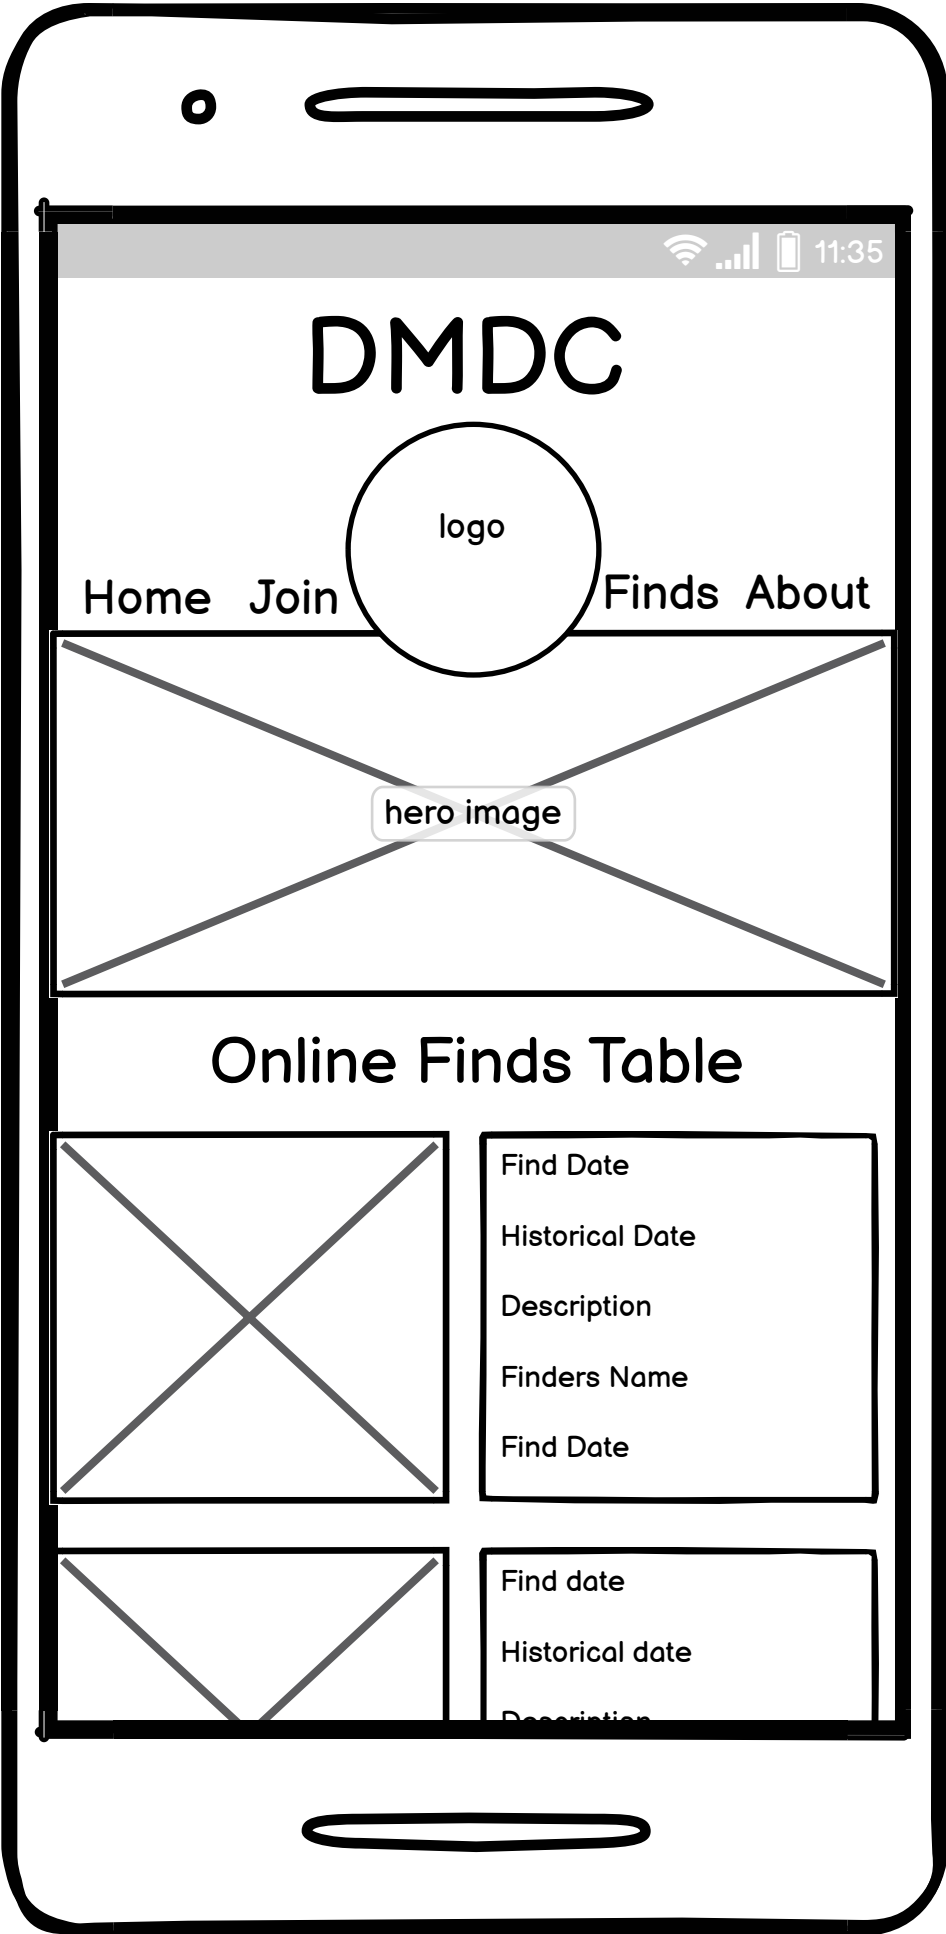 11:35
DMDC
logo
Home Join Finds About
hero image
Online Finds Table
Find Date
Historical Date
Description
Finders Name
Find Date
Find date
Historical date
Description